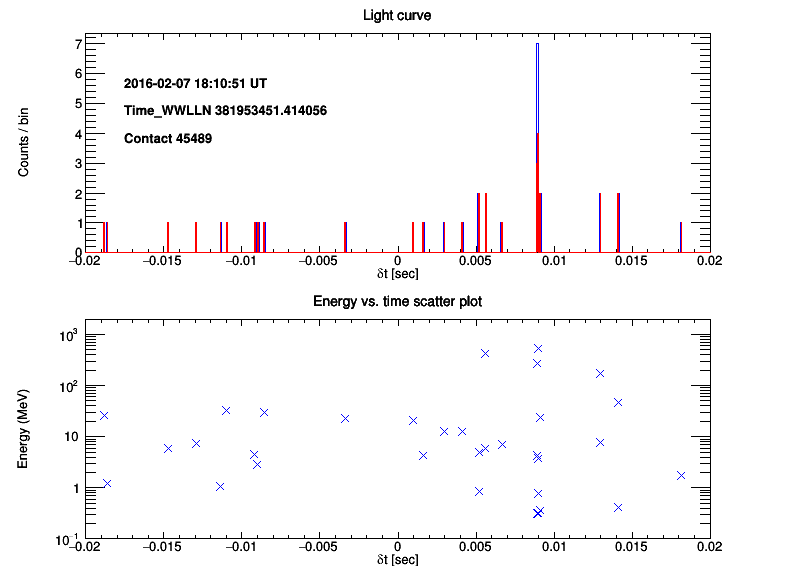 Light curve
7
6
5
4
3
2
1
0
Counts / bin
2016-02-07 18:10:51 UT
Time_WWLLN 381953451.414056
Contact 45489
−0.02 −0.015 −0.01 −0.005 0 0.005 0.01 0.015 0.02
δt [sec]
Energy vs. time scatter plot
10³
10²
10
1
10⁻¹
Energy (MeV)
−0.02 −0.015 −0.01 −0.005 0 0.005 0.01 0.015 0.02
δt [sec]